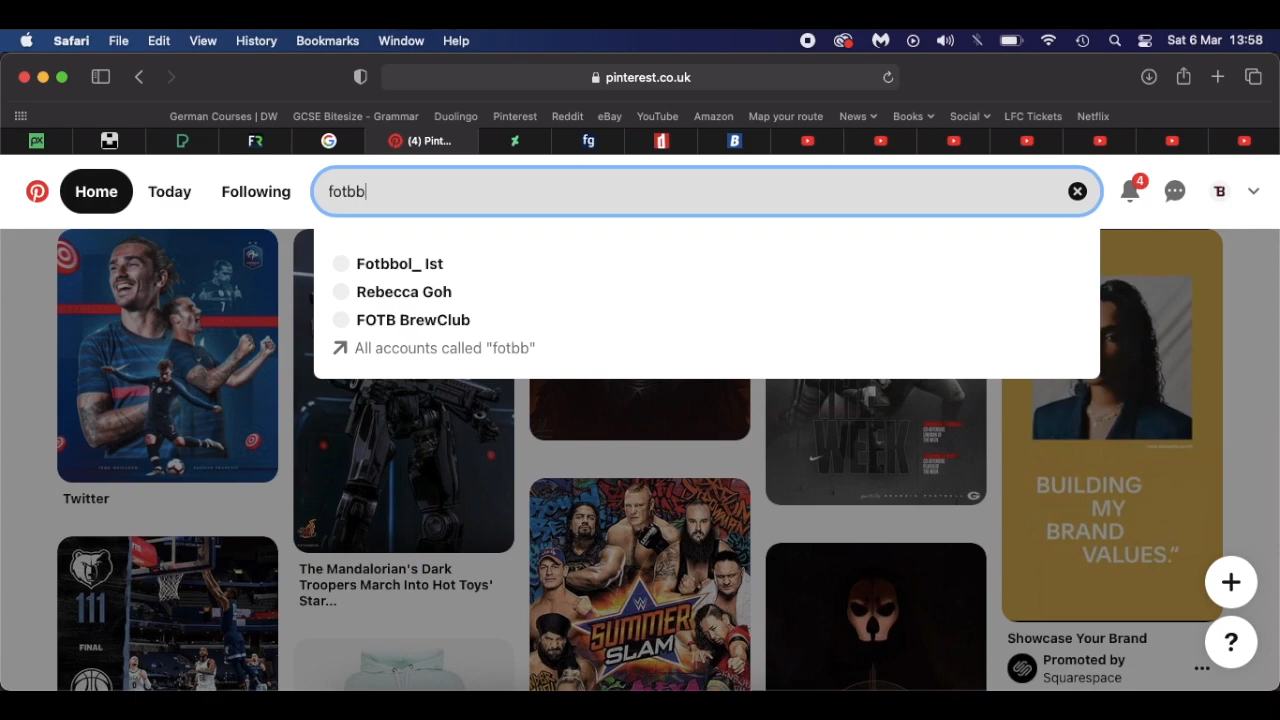 Safari File Edit View History Bookmarks Window Help Sat 6 Mar 13:58
pinterest.co.uk
German Courses | DW GCSE Bitesize - Grammar Duolingo Pinterest Reddit eBay YouTube Amazon Map your route News Books Social LFC Tickets Netflix
px FR G (4) Pint... fg d B
Home Today Following fotbb 4 TB
Fotbbol_ Ist
Rebecca Goh
FOTB BrewClub
All accounts called "fotbb"
WEEK
BUILDING
MY
BRAND
VALUES."
Twitter
The Mandalorian's Dark
Troopers March Into Hot Toys'
Star...
111
FINAL
SUMMER
SLAM
Showcase Your Brand
Promoted by
Squarespace
+
?